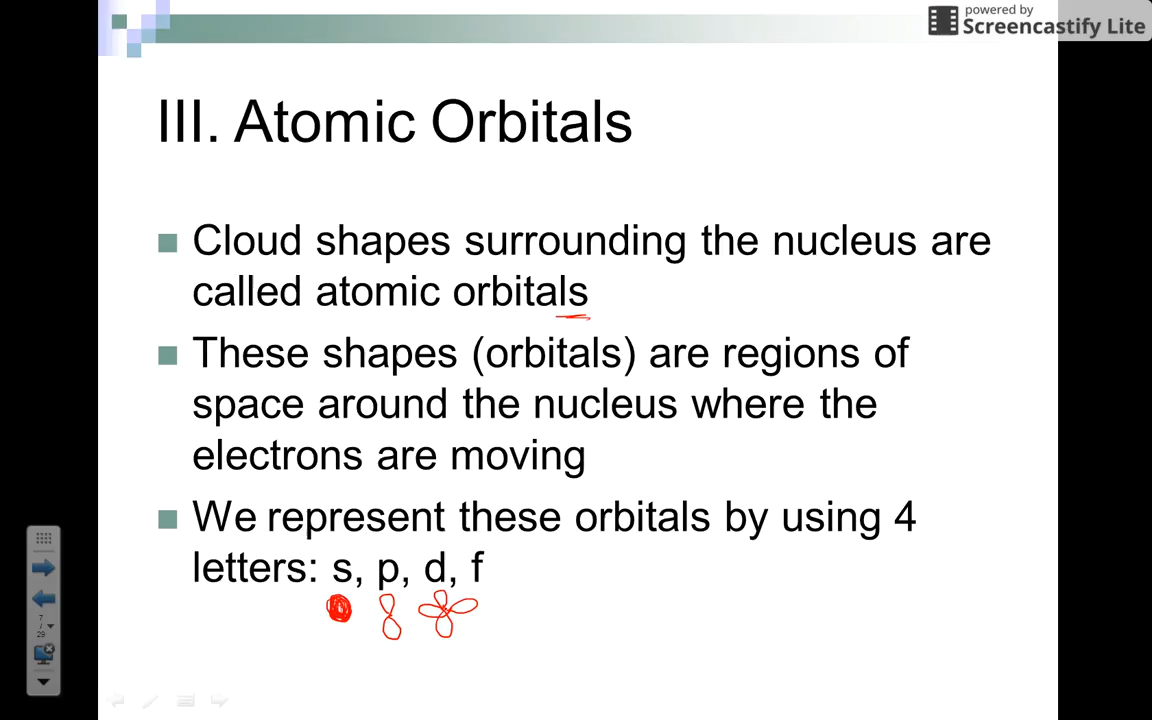 powered by
Screencastify Lite
III. Atomic Orbitals
Cloud shapes surrounding the nucleus are
called atomic orbitals
These shapes (orbitals) are regions of
space around the nucleus where the
electrons are moving
We represent these orbitals by using 4
letters: s, p, d, f
7
/
29